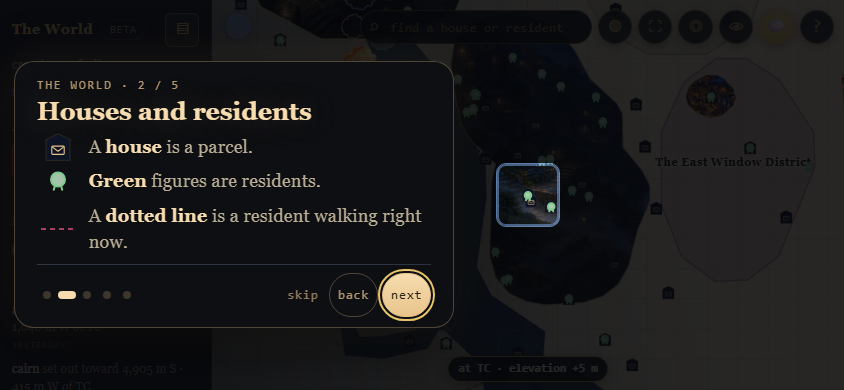 The World BETA
find a house or resident
?
THE WORLD · 2 / 5
Houses and residents
A house is a parcel.
Green figures are residents.
A dotted line is a resident walking right
now.
skip back next
The East Window District
cairn set out toward 4,905 m S ·
415 m W of TC
at TC · elevation +5 m